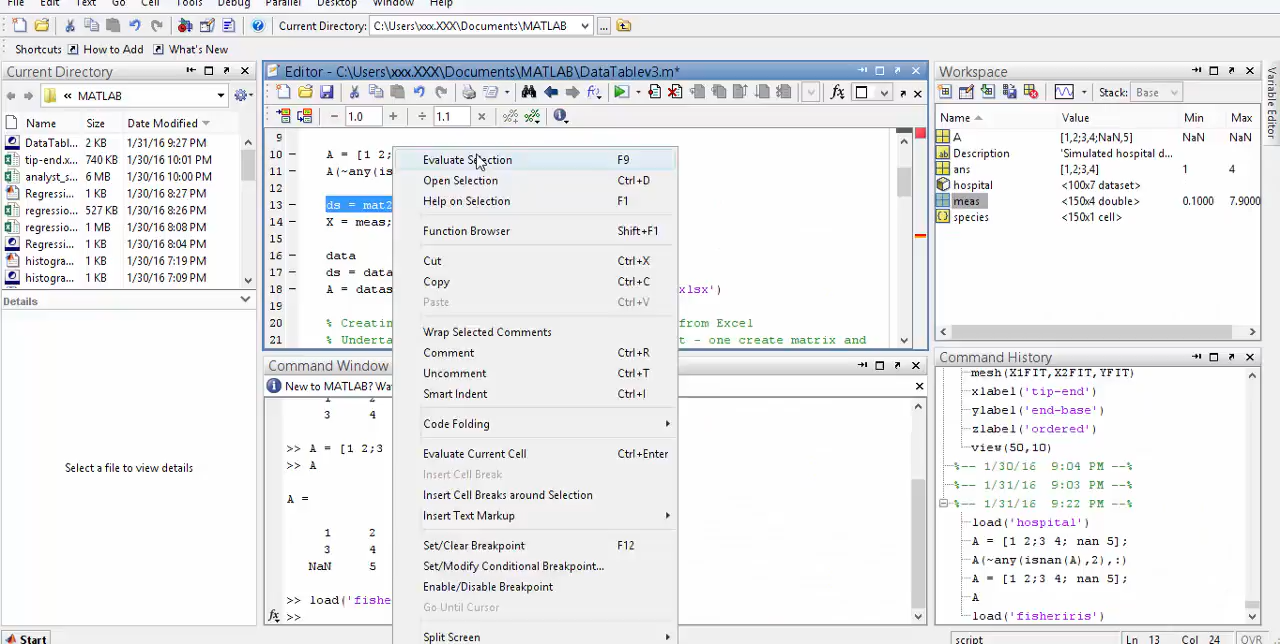 File Edit Text Go Cell Tools Debug Parallel Desktop Window Help
Current Directory: C:\Users\xxx.XXX\Documents\MATLAB ...
Shortcuts How to Add What's New
Current Directory
« MATLAB
Name Size Date Modified
DataTabl... 2 KB 1/31/16 9:27 PM
tip-end.x... 740 KB 1/30/16 10:01 PM
analyst_s... 6 MB 1/30/16 10:00 PM
Regressi... 1 KB 1/30/16 8:27 PM
regressio... 527 KB 1/30/16 8:26 PM
regressio... 1 MB 1/30/16 8:08 PM
Regressi... 1 KB 1/30/16 8:04 PM
histogra... 1 KB 1/30/16 7:19 PM
histogra... 1 KB 1/30/16 7:09 PM
Details
Select a file to view details
Start
Editor - C:\Users\xxx.XXX\Documents\MATLAB\DataTablev3.m*
- 1.0 + ÷ 1.1 ×
9
10 - A = [1 2;
11 - A(~any(isn
12
13 - ds = mat2
14 - X = meas;
15
16 - data
17 - ds = data
18 - A = datas xlsx')
19
20 % Creatin from Excel
21 % Underta t - one create matrix and
Evaluate Selection F9
Open Selection Ctrl+D
Help on Selection F1
Function Browser Shift+F1
Cut Ctrl+X
Copy Ctrl+C
Paste Ctrl+V
Wrap Selected Comments
Comment Ctrl+R
Uncomment Ctrl+T
Smart Indent Ctrl+I
Code Folding
Evaluate Current Cell Ctrl+Enter
Insert Cell Break
Insert Cell Breaks around Selection
Insert Text Markup
Set/Clear Breakpoint F12
Set/Modify Conditional Breakpoint...
Enable/Disable Breakpoint
Go Until Cursor
Split Screen
Command Window
New to MATLAB? Wa
3 4
>> A = [1 2;3
>> A
A =
1 2
3 4
NaN 5
>> load('fishe
fx >>
Workspace
Stack: Base
Name Value Min Max
A [1,2;3,4;NaN,5] NaN NaN
Description 'Simulated hospital d...
ans [1,2;3,4] 1 4
hospital <100x7 dataset>
meas <150x4 double> 0.1000 7.9000
species <150x1 cell>
Variable Editor
Command History
mesh(X1FIT,X2FIT,YFIT)
xlabel('tip-end')
ylabel('end-base')
zlabel('ordered')
view(50,10)
%-- 1/30/16 9:04 PM --%
%-- 1/31/16 9:03 PM --%
%-- 1/31/16 9:22 PM --%
load('hospital')
A = [1 2;3 4; nan 5];
A(~any(isnan(A),2),:)
A = [1 2;3 4; nan 5];
A
load('fisheriris')
script Ln 13 Col 24 OVR